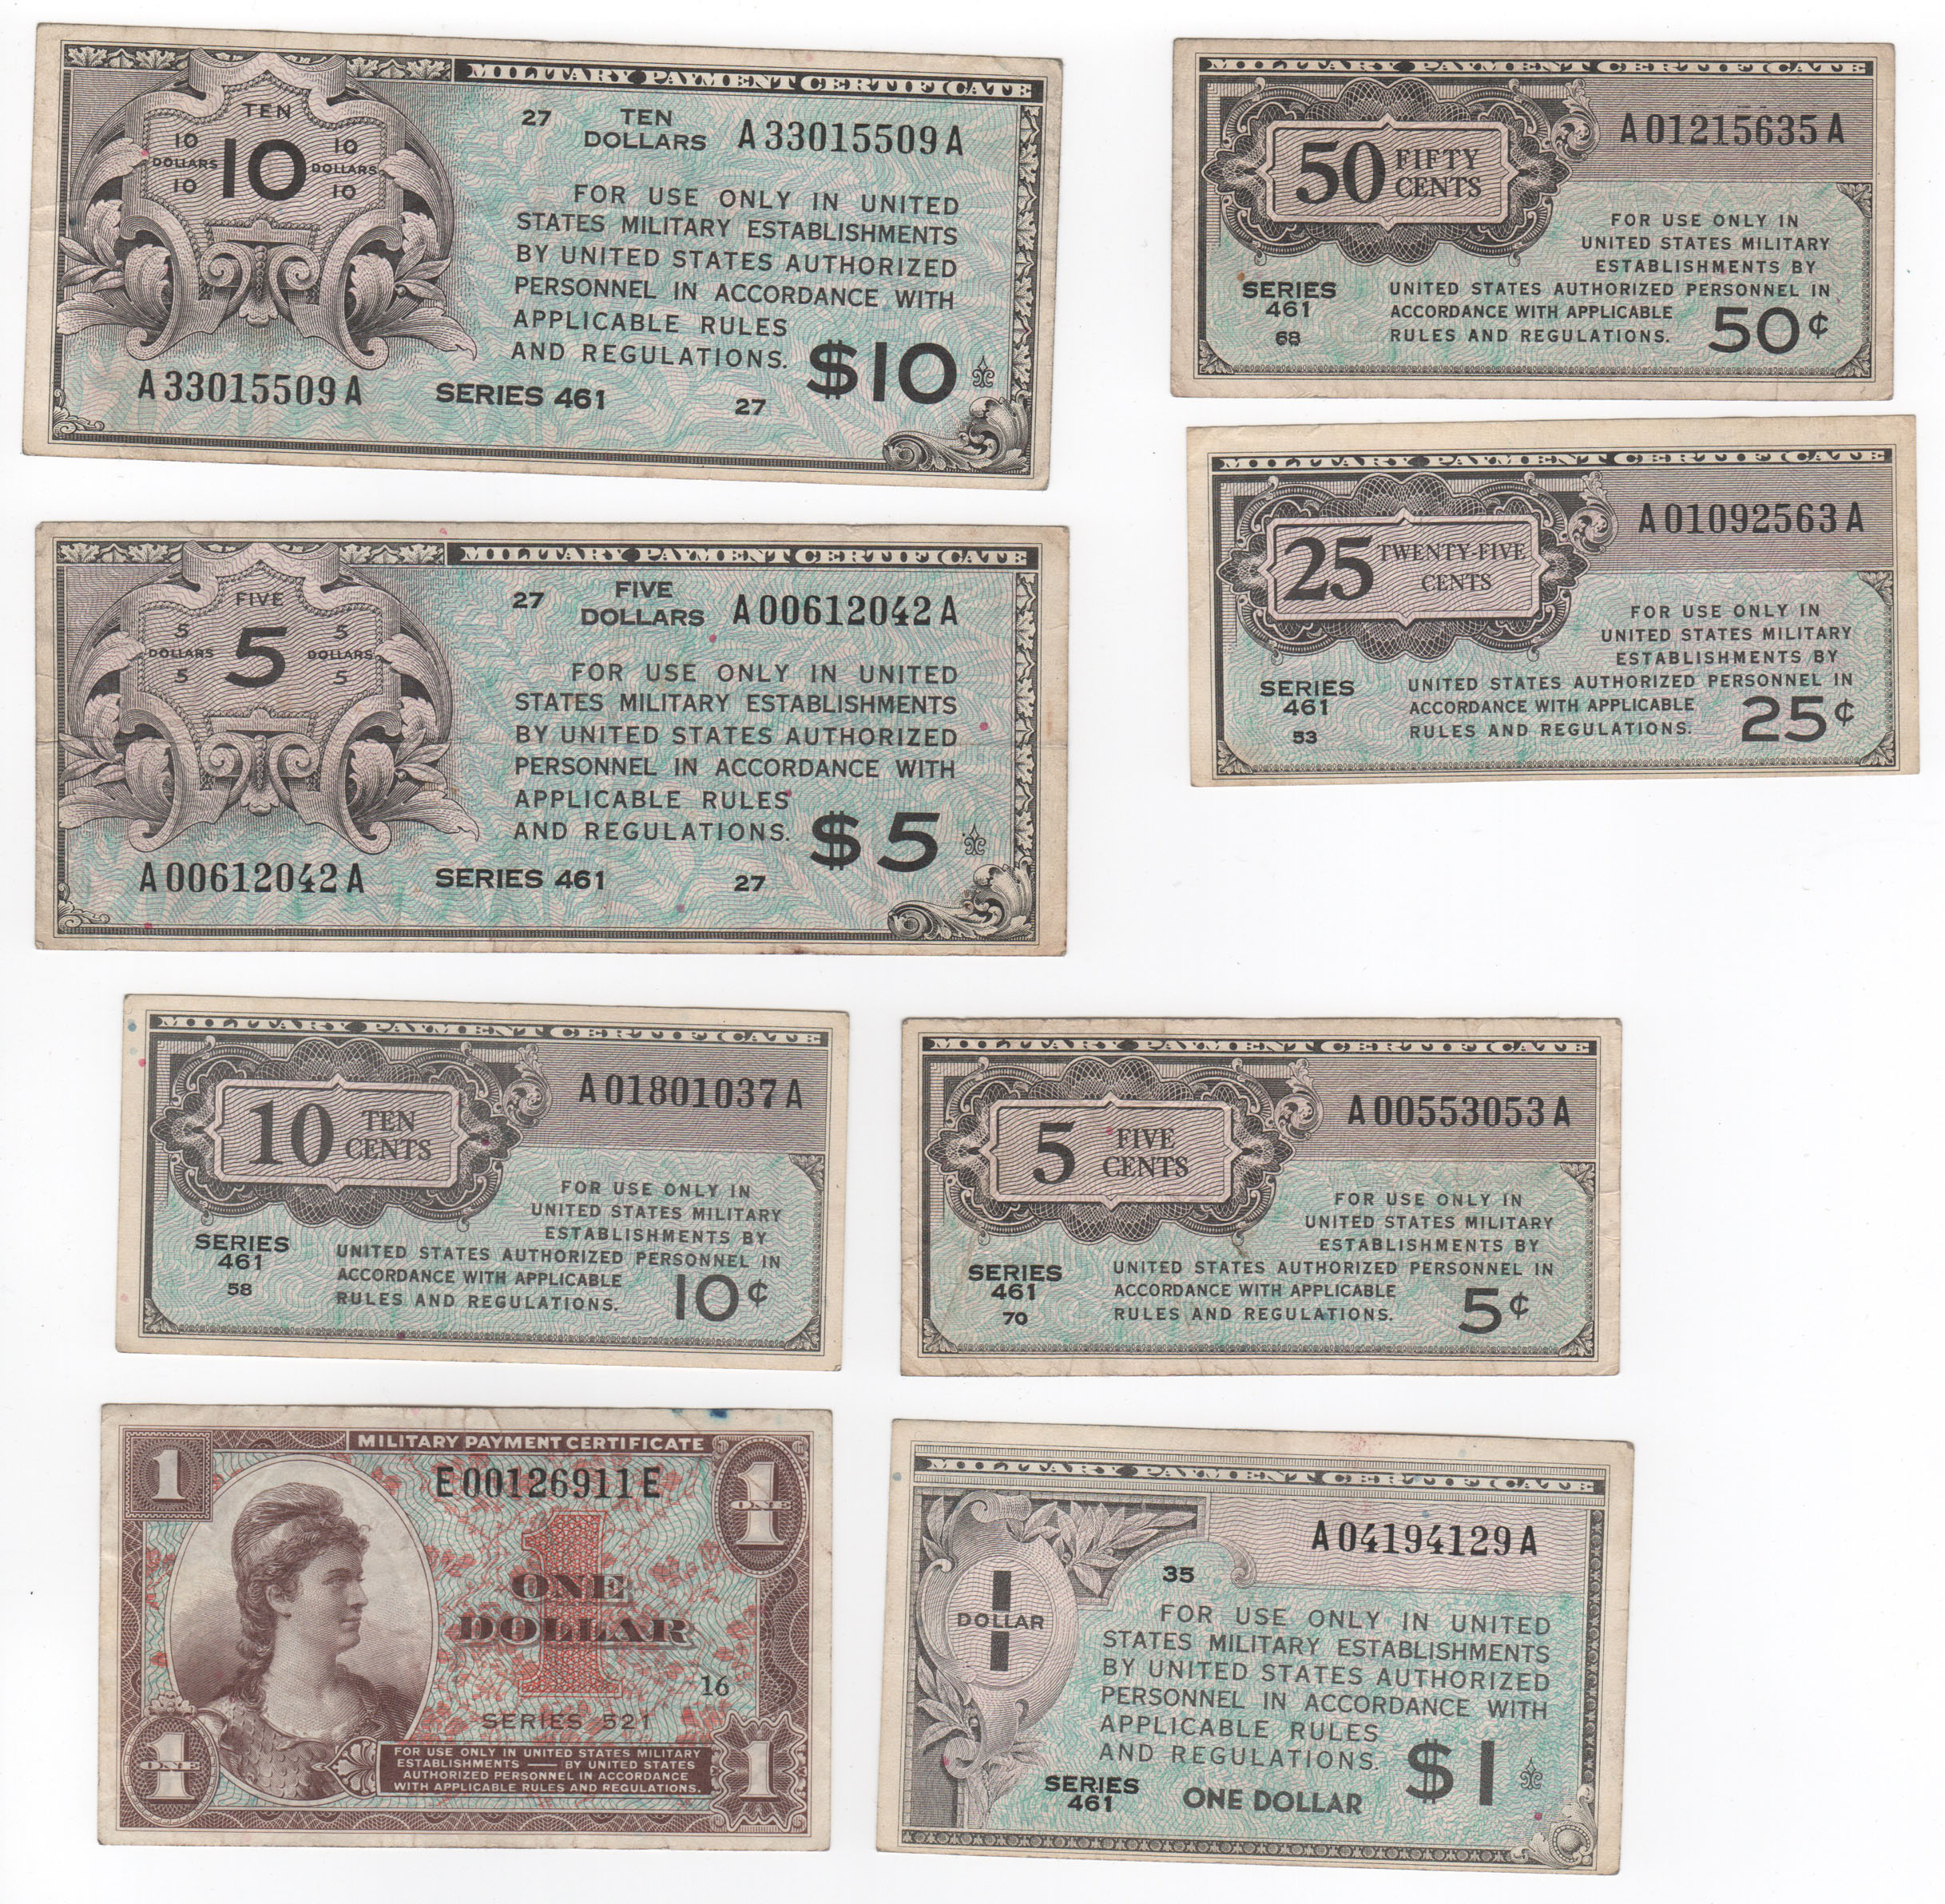 MILITARY PAYMENT CERTIFICATE
TEN
10 10
DOLLARS 10 DOLLARS
10 10
27 TEN DOLLARS A33015509A
FOR USE ONLY IN UNITED
STATES MILITARY ESTABLISHMENTS
BY UNITED STATES AUTHORIZED
PERSONNEL IN ACCORDANCE WITH
APPLICABLE RULES
AND REGULATIONS. $10
A33015509A SERIES 461 27
MILITARY PAYMENT CERTIFICATE
A01215635A
50 FIFTY
CENTS
FOR USE ONLY IN
UNITED STATES MILITARY
ESTABLISHMENTS BY
SERIES UNITED STATES AUTHORIZED PERSONNEL IN
461 ACCORDANCE WITH APPLICABLE
68 RULES AND REGULATIONS. 50¢
MILITARY PAYMENT CERTIFICATE
A01092563A
25 TWENTY-FIVE
CENTS
FOR USE ONLY IN
UNITED STATES MILITARY
ESTABLISHMENTS BY
SERIES UNITED STATES AUTHORIZED PERSONNEL IN
461 ACCORDANCE WITH APPLICABLE
53 RULES AND REGULATIONS. 25¢
MILITARY PAYMENT CERTIFICATE
FIVE
5 5
DOLLARS 5 DOLLARS
5 5
27 FIVE DOLLARS A00612042A
FOR USE ONLY IN UNITED
STATES MILITARY ESTABLISHMENTS
BY UNITED STATES AUTHORIZED
PERSONNEL IN ACCORDANCE WITH
APPLICABLE RULES
AND REGULATIONS. $5
A00612042A SERIES 461 27
MILITARY PAYMENT CERTIFICATE
A01801037A
10 TEN
CENTS
FOR USE ONLY IN
UNITED STATES MILITARY
ESTABLISHMENTS BY
SERIES UNITED STATES AUTHORIZED PERSONNEL IN
461 ACCORDANCE WITH APPLICABLE
58 RULES AND REGULATIONS. 10¢
MILITARY PAYMENT CERTIFICATE
A00553053A
5 FIVE
CENTS
FOR USE ONLY IN
UNITED STATES MILITARY
ESTABLISHMENTS BY
SERIES UNITED STATES AUTHORIZED PERSONNEL IN
461 ACCORDANCE WITH APPLICABLE
70 RULES AND REGULATIONS. 5¢
1 MILITARY PAYMENT CERTIFICATE 1
ONE
E00126911E
1
ONE
DOLLAR
16
SERIES 521
1 1
ONE
FOR USE ONLY IN UNITED STATES MILITARY
ESTABLISHMENTS — BY UNITED STATES
AUTHORIZED PERSONNEL IN ACCORDANCE
WITH APPLICABLE RULES AND REGULATIONS.
MILITARY PAYMENT CERTIFICATE
A04194129A
35
1
DOLLAR
FOR USE ONLY IN UNITED
STATES MILITARY ESTABLISHMENTS
BY UNITED STATES AUTHORIZED
PERSONNEL IN ACCORDANCE WITH
APPLICABLE RULES
AND REGULATIONS. $1
SERIES
461 ONE DOLLAR